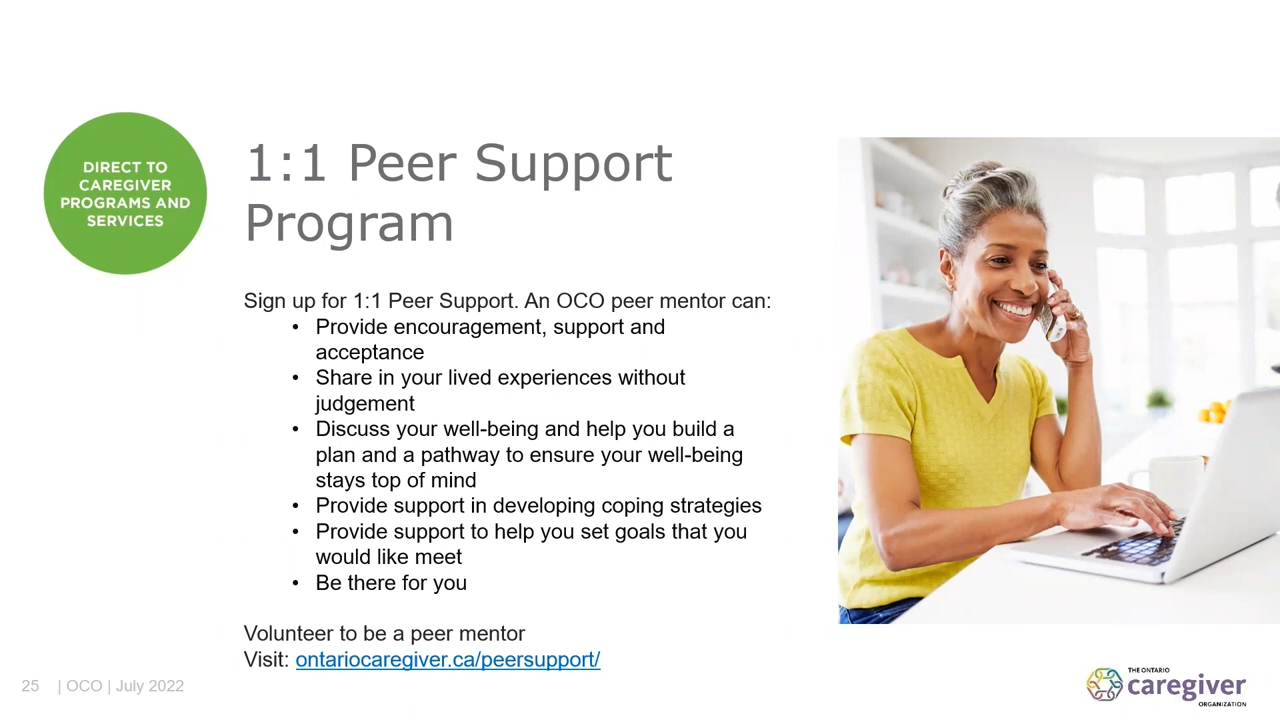 DIRECT TO
CAREGIVER
PROGRAMS AND
SERVICES
1:1 Peer Support
Program
Sign up for 1:1 Peer Support. An OCO peer mentor can:
• Provide encouragement, support and
acceptance
• Share in your lived experiences without
judgement
• Discuss your well-being and help you build a
plan and a pathway to ensure your well-being
stays top of mind
• Provide support in developing coping strategies
• Provide support to help you set goals that you
would like meet
• Be there for you
Volunteer to be a peer mentor
Visit: ontariocaregiver.ca/peersupport/
25 | OCO | July 2022
THE ONTARIO
caregiver
ORGANIZATION